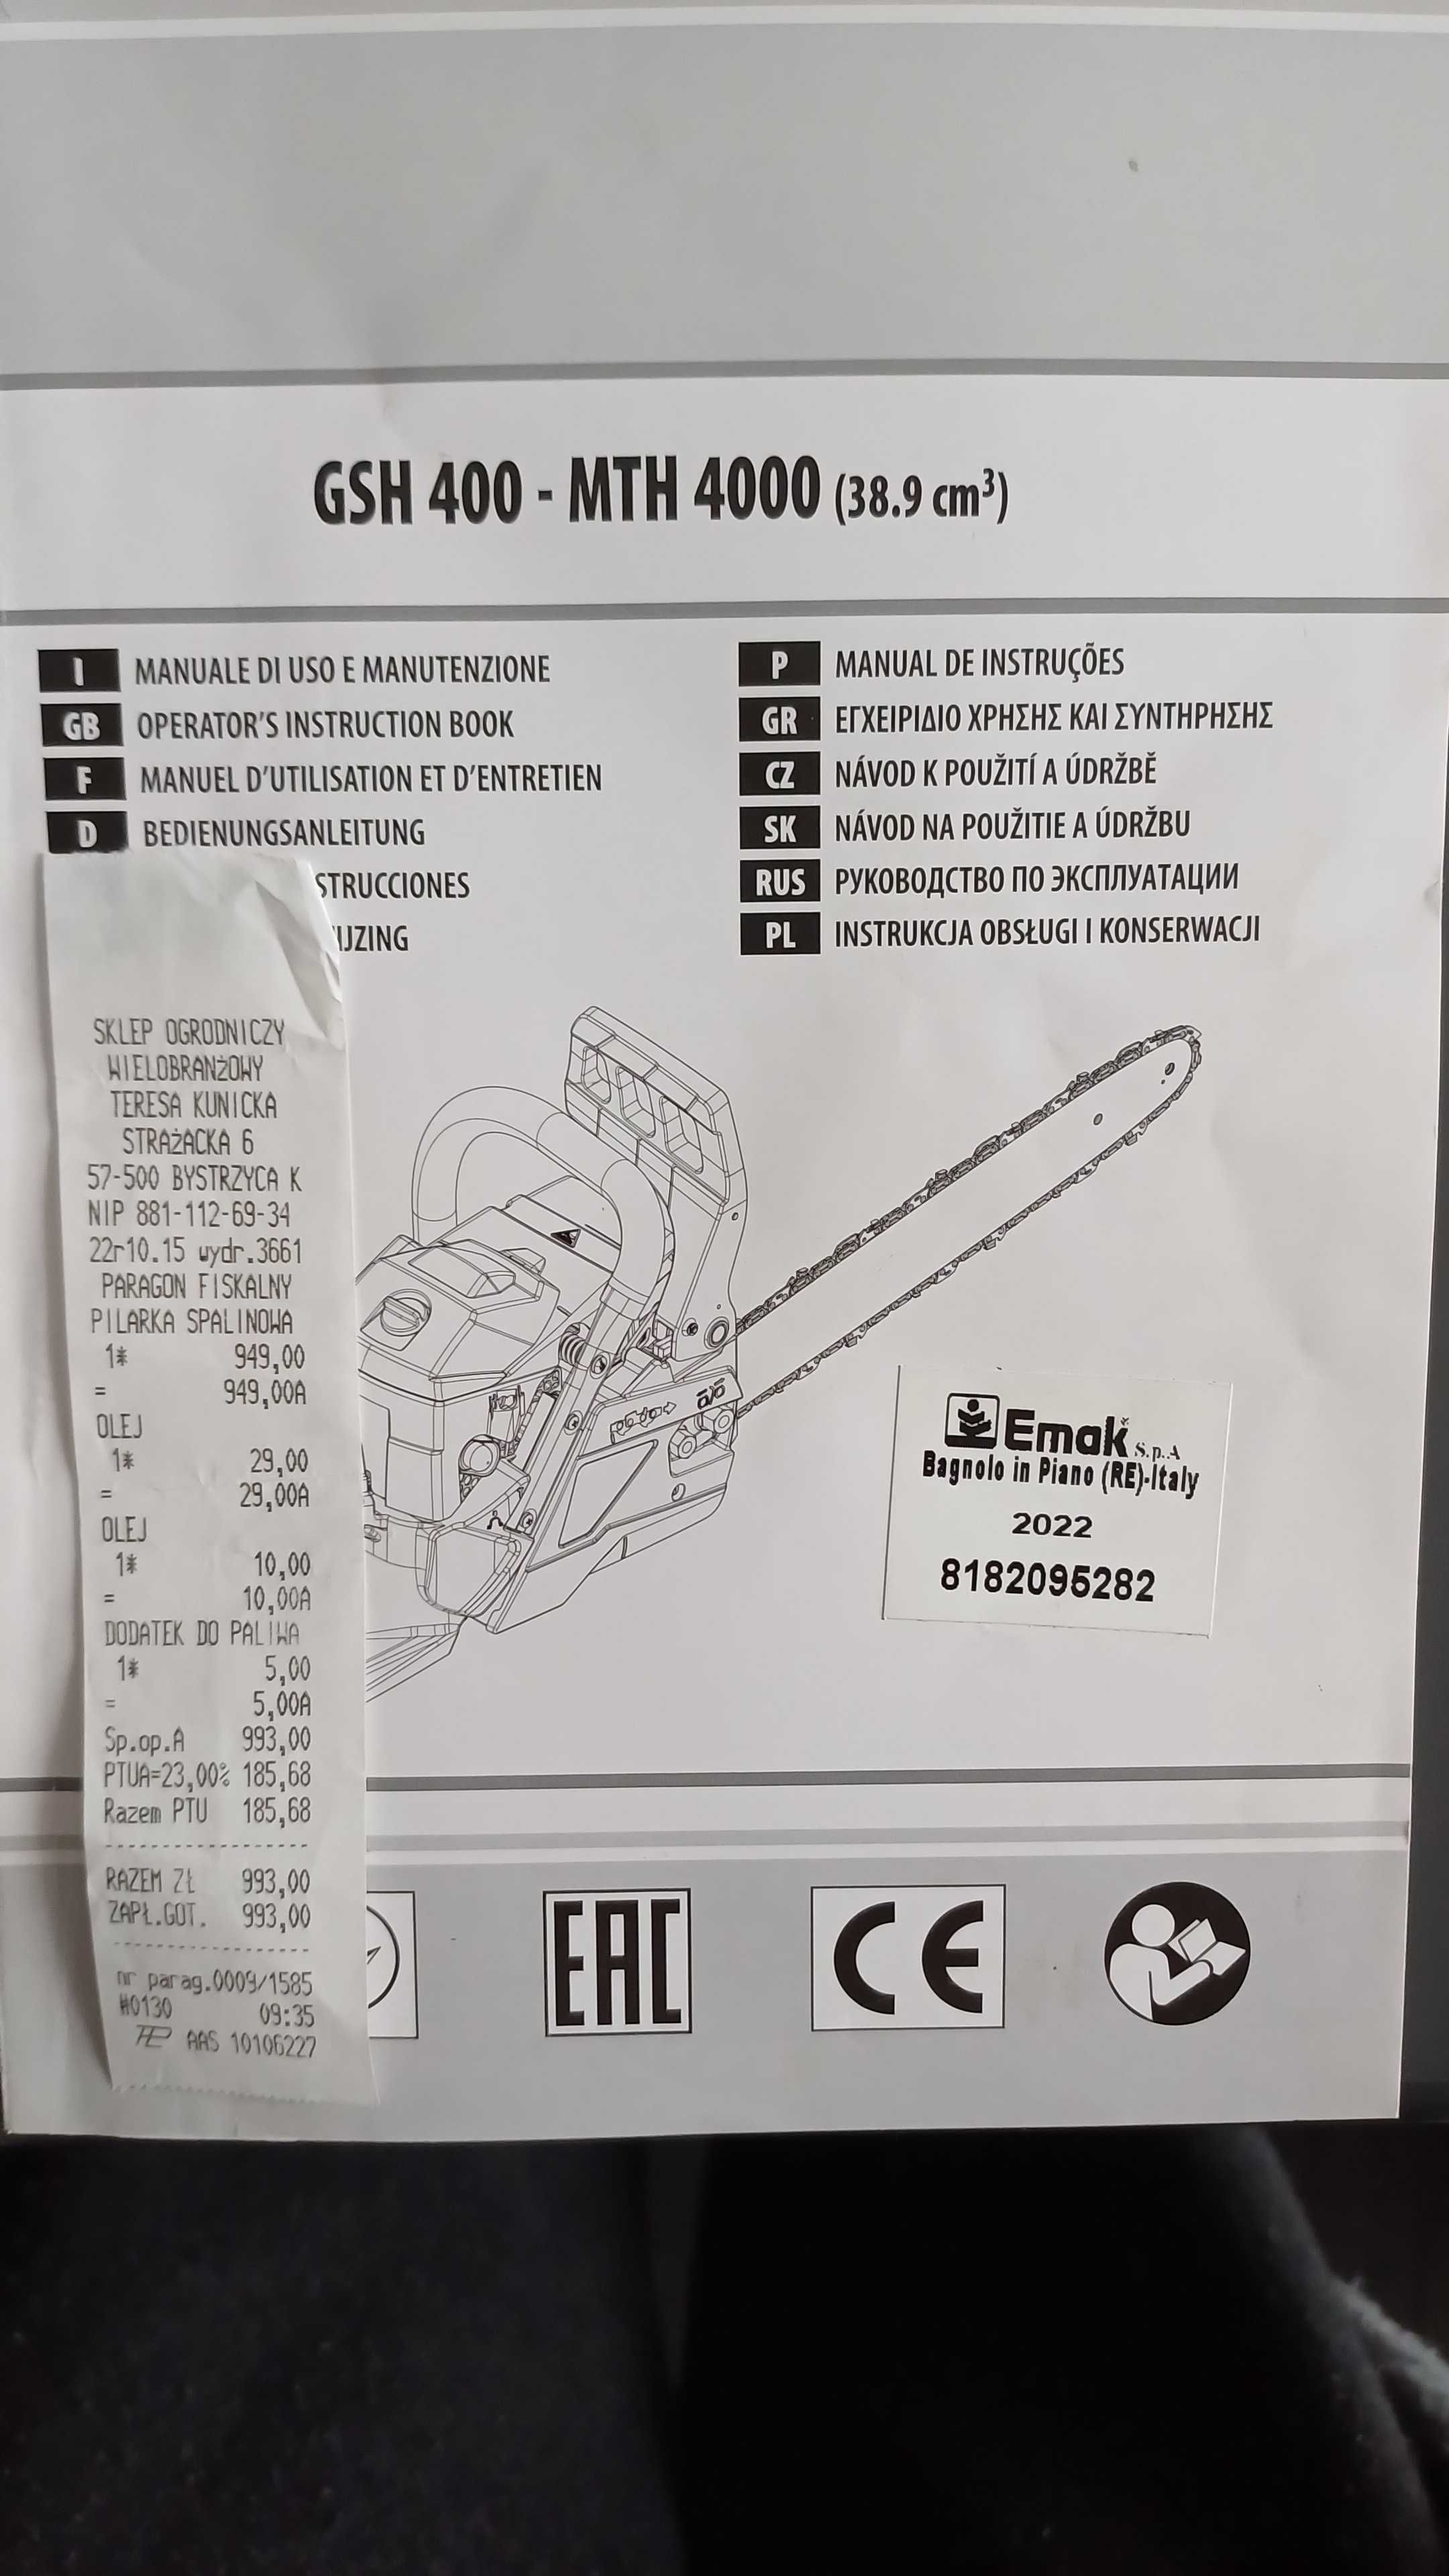 GSH 400 - MTH 4000 (38.9 cm³)
I MANUALE DI USO E MANUTENZIONE
GB OPERATOR'S INSTRUCTION BOOK
F MANUEL D'UTILISATION ET D'ENTRETIEN
D BEDIENUNGSANLEITUNG
STRUCCIONES
IJZING
P MANUAL DE INSTRUÇÕES
GR ΕΓΧΕΙΡΙΔΙΟ ΧΡΗΣΗΣ ΚΑΙ ΣΥΝΤΗΡΗΣΗΣ
CZ NÁVOD K POUŽITÍ A ÚDRŽBĚ
SK NÁVOD NA POUŽITIE A ÚDRŽBU
RUS РУКОВОДСТВО ПО ЭКСПЛУАТАЦИИ
PL INSTRUKCJA OBSŁUGI I KONSERWACJI
SKLEP OGRODNICZY
WIELOBRANŻOWY
TERESA KUNICKA
STRAŻACKA 6
57-500 BYSTRZYCA K
NIP 881-112-69-34
22r10.15 wydr.3661
PARAGON FISKALNY
PILARKA SPALINOWA
1* 949,00
= 949,00A
OLEJ
1* 29,00
= 29,00A
OLEJ
1* 10,00
= 10,00A
DODATEK DO PALIWA
1* 5,00
= 5,00A
Sp.op.A 993,00
PTUA=23,00% 185,68
Razem PTU 185,68
RAZEM ZŁ 993,00
ZAPŁ.GOT. 993,00
nr parag.0009/1585
#0130 09:35
AAS 10106227
Emak S.p.A
Bagnolo in Piano (RE)-Italy
2022
8182095282
EAC
CE